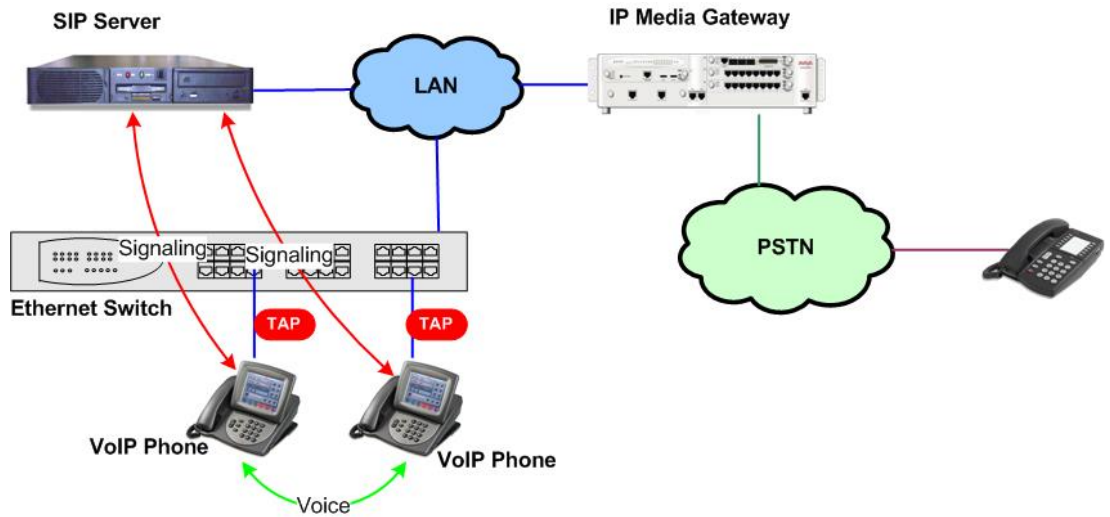 SIP Server
IP Media Gateway
LAN
Signaling
Signaling
PSTN
Ethernet Switch
TAP
TAP
VoIP Phone
VoIP Phone
Voice